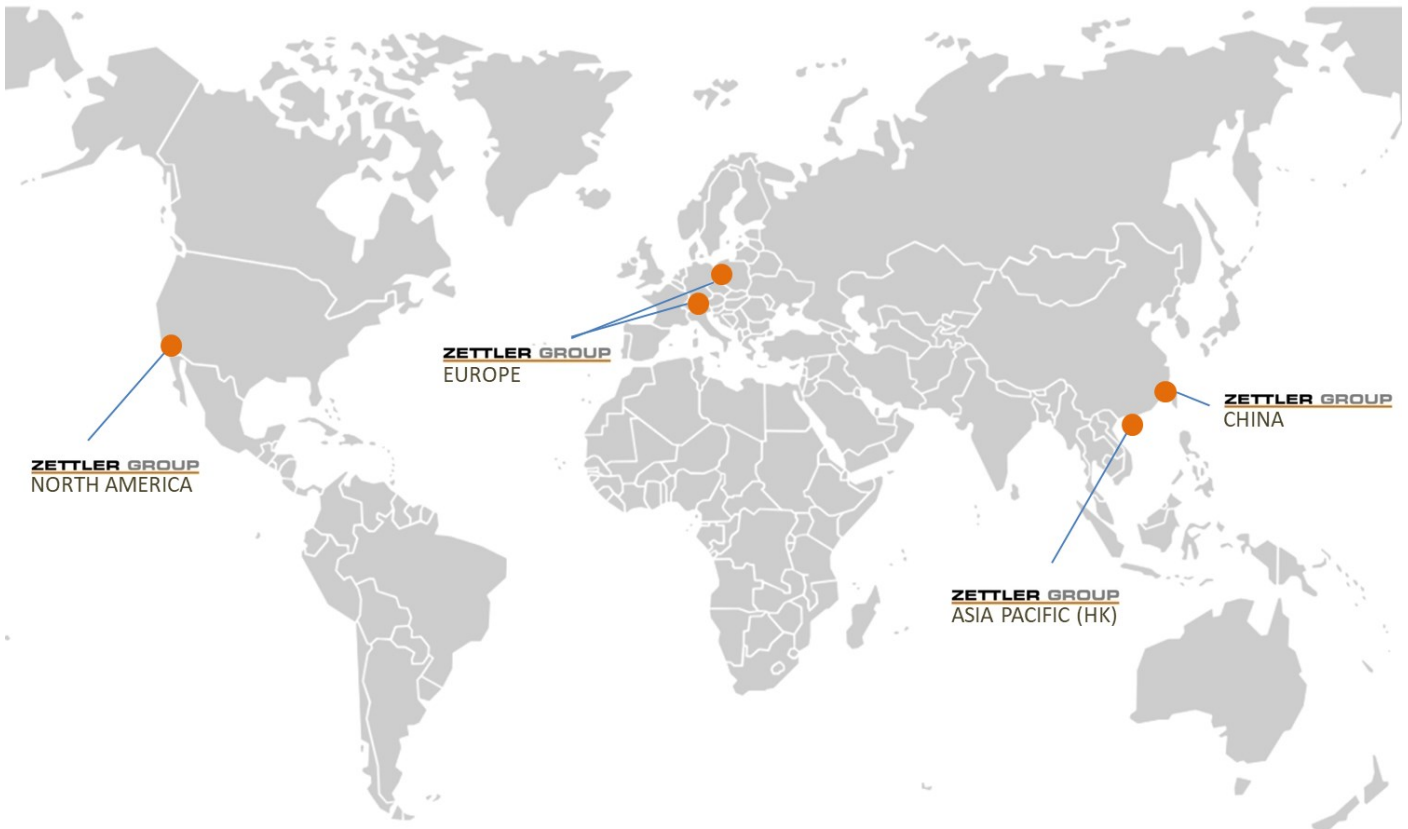 ZETTLER GROUP
EUROPE
ZETTLER GROUP
CHINA
ZETTLER GROUP
NORTH AMERICA
ZETTLER GROUP
ASIA PACIFIC (HK)